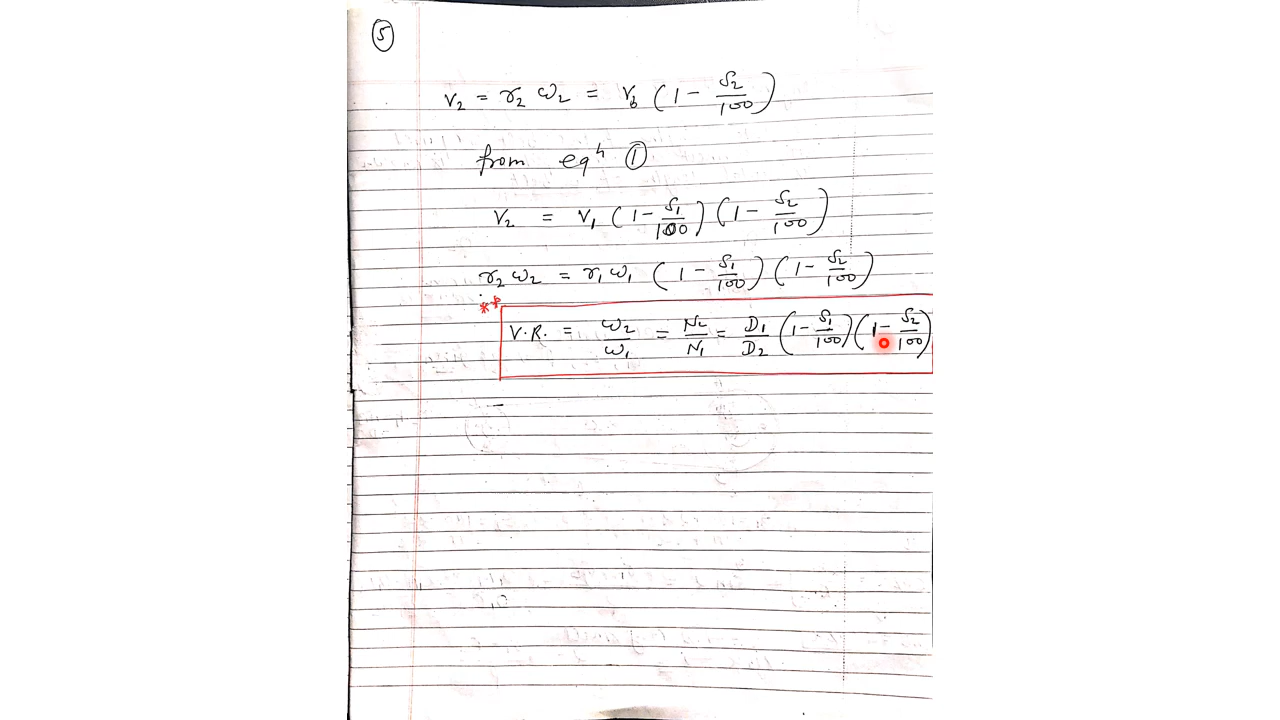 5
V₂ = r₂ ω₂ = V_b (1 - S₂/100)
from eqⁿ ①
V₂ = V₁ (1 - S₁/100) (1 - S₂/100)
r₂ ω₂ = r₁ ω₁ (1 - S₁/100) (1 - S₂/100)
** V.R. = ω₂/ω₁ = N₂/N₁ = D₁/D₂ (1 - S₁/100) (1 - S₂/100)